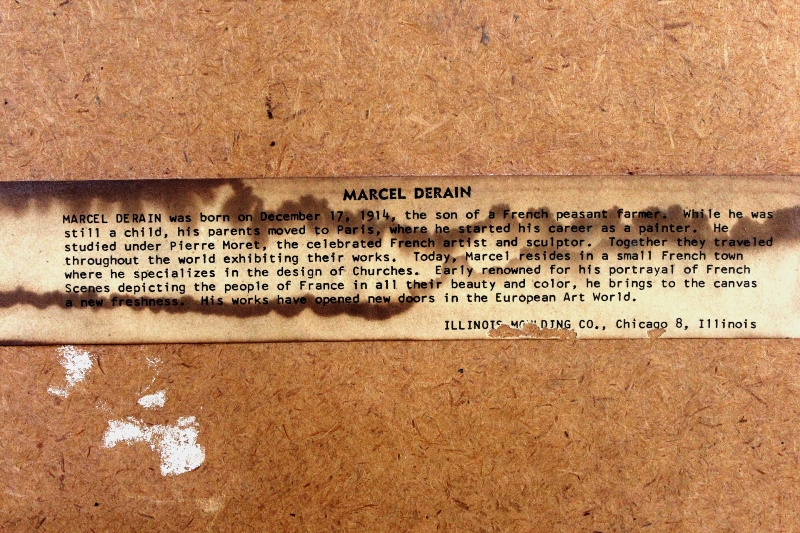 MARCEL DERAIN
MARCEL DERAIN was born on December 17, 1914, the son of a French peasant farmer. While he was
still a child, his parents moved to Paris, where he started his career as a painter. He
studied under Pierre Moret, the celebrated French artist and sculptor. Together they traveled
throughout the world exhibiting their works. Today, Marcel resides in a small French town
where he specializes in the design of Churches. Early renowned for his portrayal of French
Scenes depicting the people of France in all their beauty and color, he brings to the canvas
a new freshness. His works have opened new doors in the European Art World.
ILLINOIS MOULDING CO., Chicago 8, Illinois